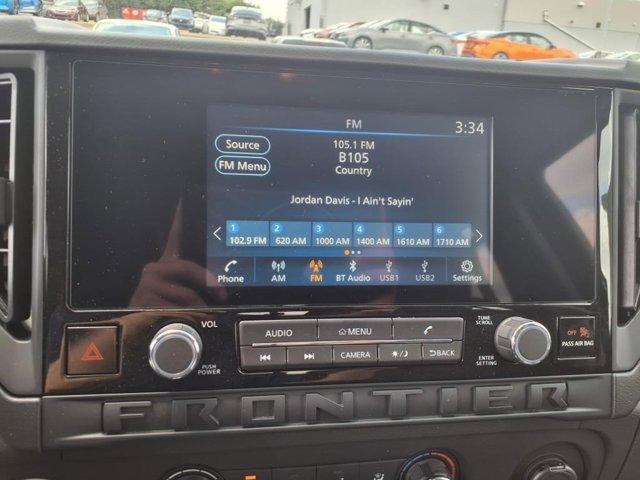 FM
3:34
Source
105.1 FM
B105
FM Menu
Country
Jordan Davis - I Ain't Sayin'
1 2 3 4 5 6
102.9 FM 620 AM 1000 AM 1400 AM 1610 AM 1710 AM
Phone AM FM BT Audio USB1 USB2 Settings
VOL
AUDIO MENU
TUNE
SCROLL
OFF
PUSH
POWER
CAMERA BACK
ENTER
SETTING
PASS AIR BAG
FRONTIER